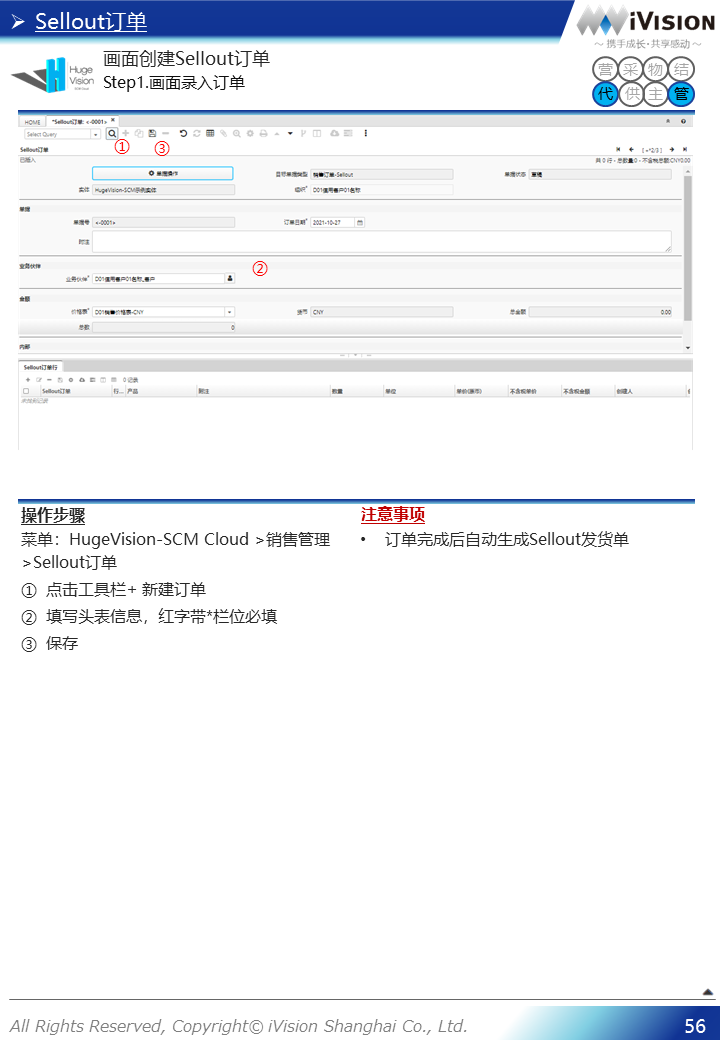 Sellout订单
iVISION
～ 携手成长·共享感动 ～
Huge Vision
画面创建Sellout订单
Step1.画面录入订单
营 采 物 结
代 供 主 管
HOME *Sellout订单: <-0001> ×
Select Query
① ③
Sellout订单 [ +*2/3 ]
已插入 共 0 行 - 总数量:0 - 不含税总额:CNY0.00
单据操作 目标单据类型 销售订单-Sellout 单据状态 草稿
实体 HugeVision-SCM示例实体 组织* D01信用客户01名称
单据
单据号 <-0001> 订单日期* 2021-10-27
附注
业务伙伴 ②
业务伙伴* D01信用客户01名称_客户
金额
价格表* D01销售价格表-CNY 货币 CNY 总金额 0.00
总数 0
内部
Sellout订单行
0 记录
Sellout订单 行... 产品 附注 数量 单位 单价(原币) 不含税单价 不含税金额 创建人
未找到记录
操作步骤
菜单：HugeVision-SCM Cloud >销售管理
>Sellout订单
① 点击工具栏+ 新建订单
② 填写头表信息，红字带*栏位必填
③ 保存
注意事项
• 订单完成后自动生成Sellout发货单
All Rights Reserved, Copyright© iVision Shanghai Co., Ltd.
56